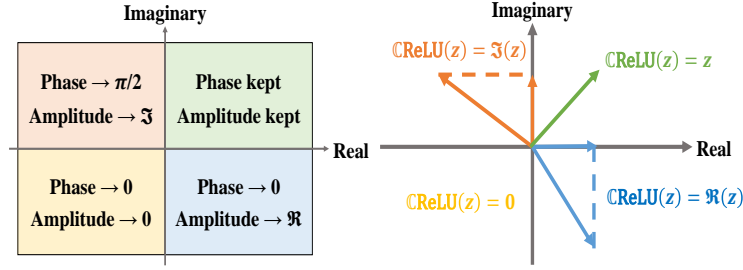 Imaginary
Phase → π/2
Amplitude → 𝕴
Phase kept
Amplitude kept
Real
Phase → 0
Amplitude → 0
Phase → 0
Amplitude → 𝕽
Imaginary
ℂReLU(z) = 𝕴(z)
ℂReLU(z) = z
Real
ℂReLU(z) = 0
ℂReLU(z) = 𝕽(z)